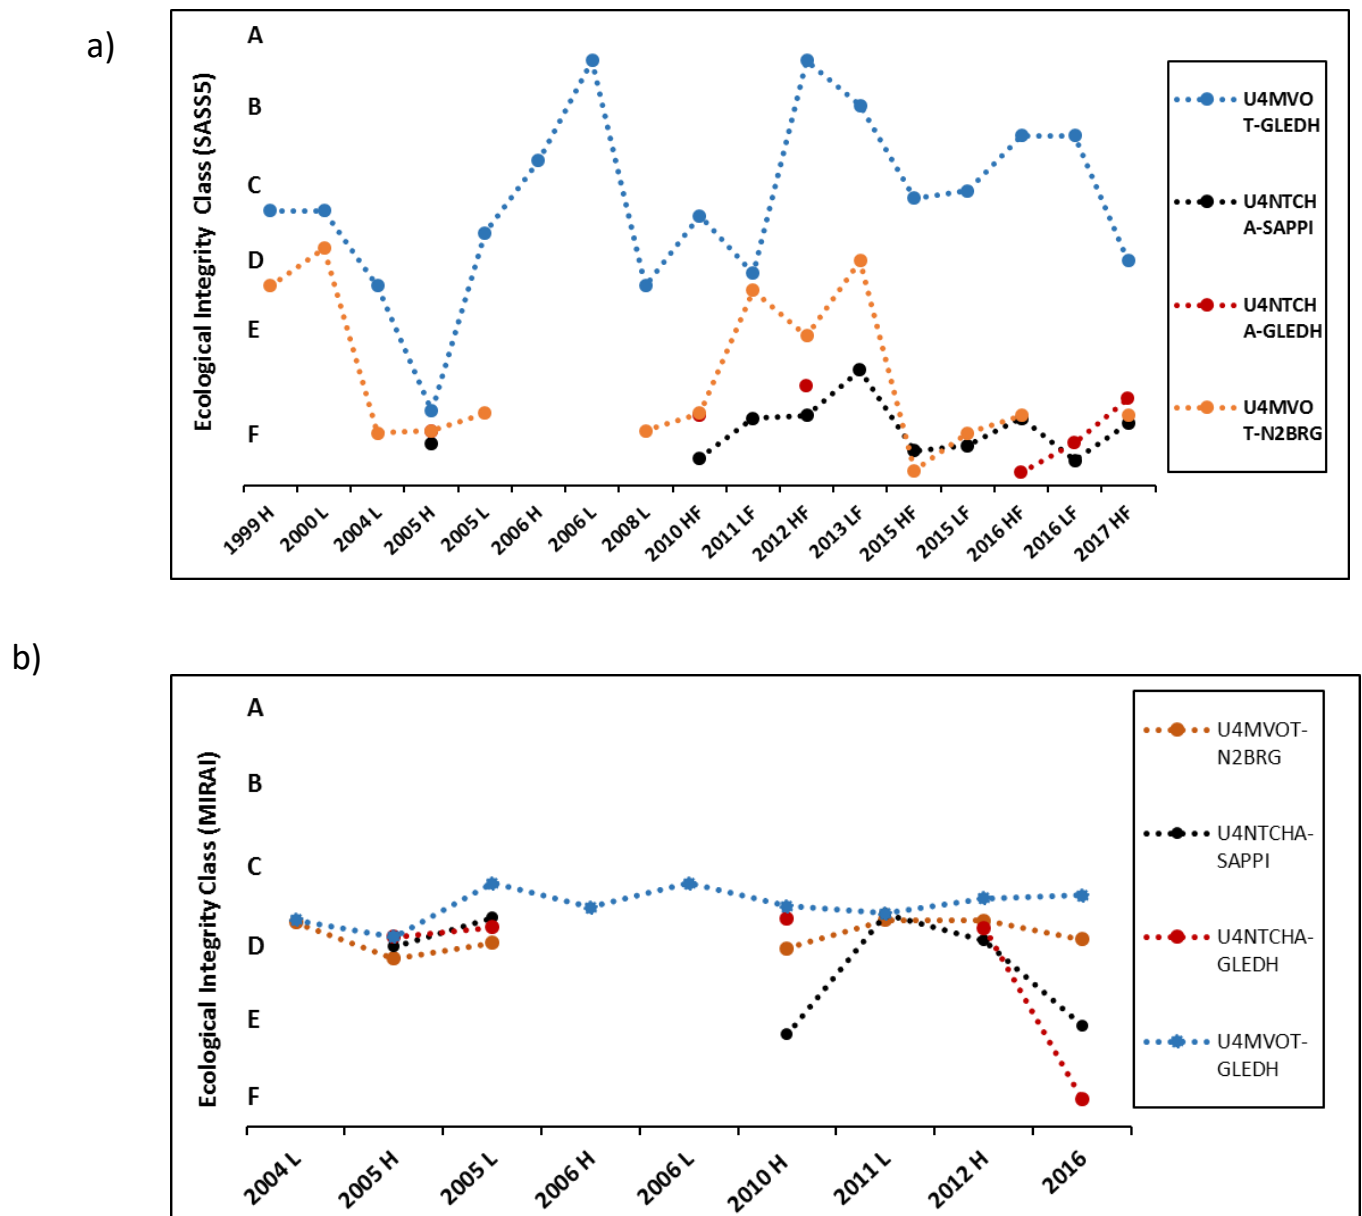 a)
Ecological Integrity Class (SASS5)
A
B
C
D
E
F
1999 H
2000 L
2004 L
2005 H
2005 L
2006 H
2006 L
2008 L
2010 HF
2011 LF
2012 HF
2013 LF
2015 HF
2015 LF
2016 HF
2016 LF
2017 HF
U4MVO
T-GLEDH
U4NTCH
A-SAPPI
U4NTCH
A-GLEDH
U4MVO
T-N2BRG
b)
Ecological Integrity Class (MIRAI)
A
B
C
D
E
F
2004 L
2005 H
2005 L
2006 H
2006 L
2010 H
2011 L
2012 H
2016
U4MVOT-
N2BRG
U4NTCHA-
SAPPI
U4NTCHA-
GLEDH
U4MVOT-
GLEDH